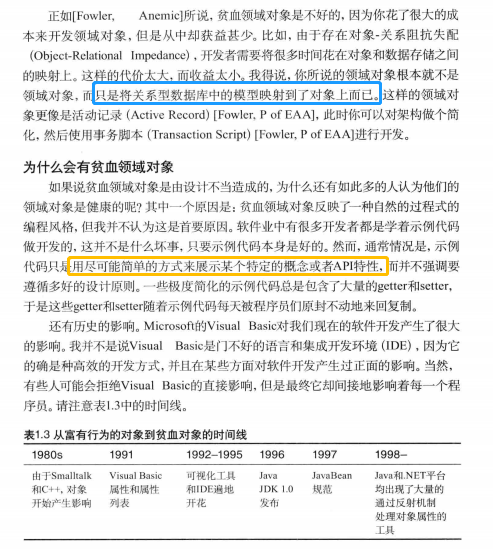 正如[Fowler, Anemic]所说，贫血领域对象是不好的，因为你花了很大的成
本来开发领域对象，但是从中却获益甚少。比如，由于存在对象-关系阻抗失配
(Object-Relational Impedance)，开发者需要将很多时间花在对象和数据存储之间
的映射上。这样的代价太大，而收益太小。我得说，你所说的领域对象根本就不是
领域对象，而只是将关系型数据库中的模型映射到了对象上而已。这样的领域对
象更像是活动记录 (Active Record) [Fowler, P of EAA]，此时你可以对架构做个简
化，然后使用事务脚本 (Transaction Script) [Fowler, P of EAA]进行开发。
为什么会有贫血领域对象
如果说贫血领域对象是由设计不当造成的，为什么还有如此多的人认为他们的
领域对象是健康的呢? 其中一个原因是: 贫血领域对象反映了一种自然的过程式的
编程风格，但我并不认为这是首要原因。软件业中有很多开发者都是学着示例代码
做开发的，这并不是什么坏事，只要示例代码本身是好的。然而，通常情况是，示例
代码只是用尽可能简单的方式来展示某个特定的概念或者API特性，而并不强调要
遵循多好的设计原则。一些极度简化的示例代码总是包含了大量的getter和setter，
于是这些getter和setter随着示例代码每天被程序员们原封不动地来回复制。
还有历史的影响。Microsoft的Visual Basic对我们现在的软件开发产生了很大
的影响。我并不是说Visual Basic是门不好的语言和集成开发环境 (IDE)，因为它
的确是种高效的开发方式，并且在某些方面对软件开发产生过正面的影响。当然，
有些人可能会拒绝Visual Basic的直接影响，但是最终它却间接地影响着每一个程
序员。请注意表1.3中的时间线。
表1.3 从富有行为的对象到贫血对象的时间线
1980s 1991 1992–1995 1996 1997 1998–
由于Smalltalk Visual Basic 可视化工具 Java JavaBean Java和.NET平台
和C++，对象 属性和属性 和IDE遍地 JDK 1.0 规范 均出现了大量的
开始产生影响 列表 开花 发布 通过反射机制
处理对象属性的
工具